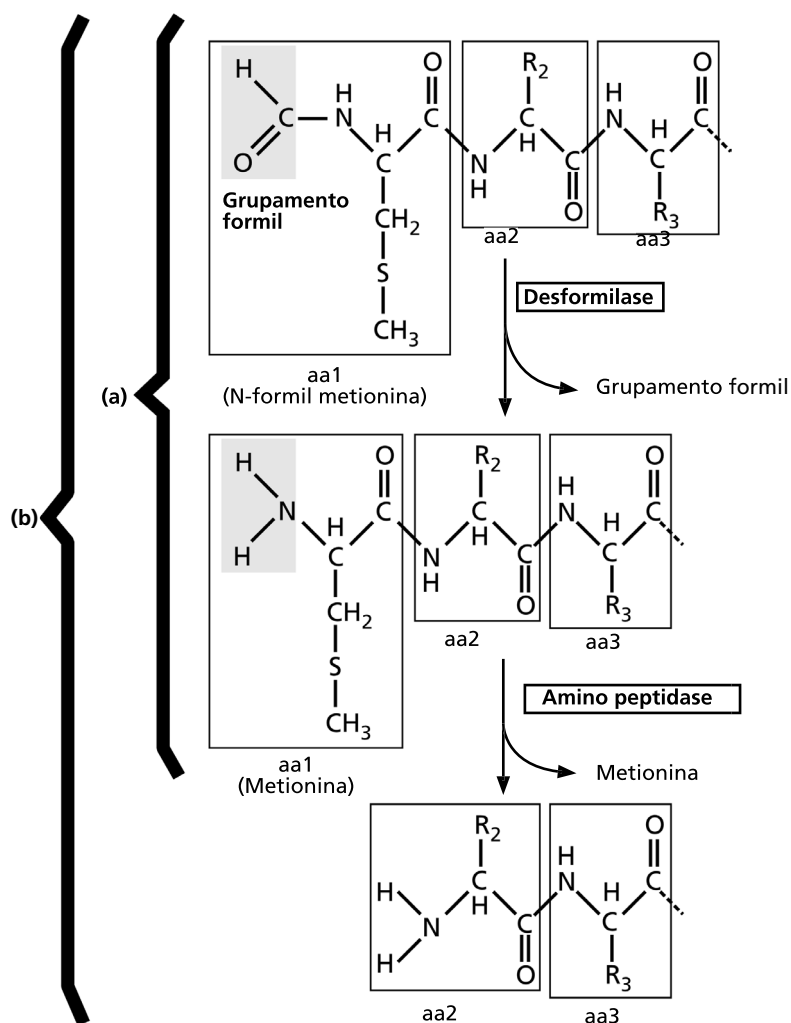 H
O
R2
O
H
H
C
N
H
C
C
H
N
H
C
O
C
H
C
N
H
C
O
Grupamento
formil
CH2
R3
aa2
aa3
S
Desformilase
CH3
aa1
(N-formil metionina)
(a)
Grupamento formil
H
O
R2
O
H
(b)
N
H
C
C
H
N
C
H
C
N
H
C
H
C
O
CH2
R3
aa2
aa3
S
Amino peptidase
CH3
aa1
(Metionina)
Metionina
R2
O
H
H
C
H
N
H
C
N
C
C
H
O
R3
aa2
aa3